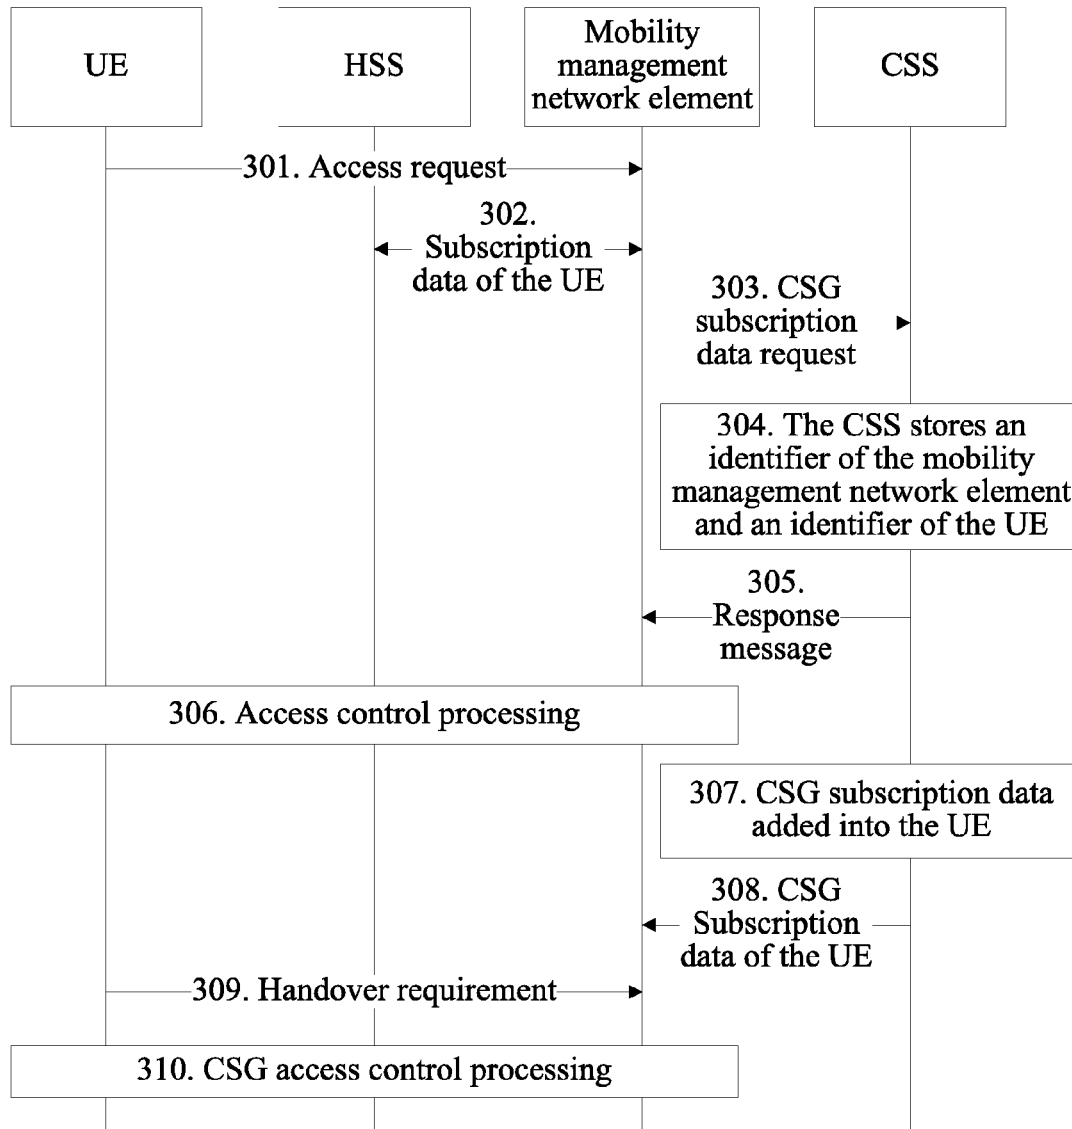 UE
HSS
Mobility
management
network element
CSS
301. Access request
302.
Subscription
data of the UE
303. CSG
subscription
data request
304. The CSS stores an
identifier of the mobility
management network element
and an identifier of the UE
305.
Response
message
306. Access control processing
307. CSG subscription data
added into the UE
308. CSG
Subscription
data of the UE
309. Handover requirement
310. CSG access control processing